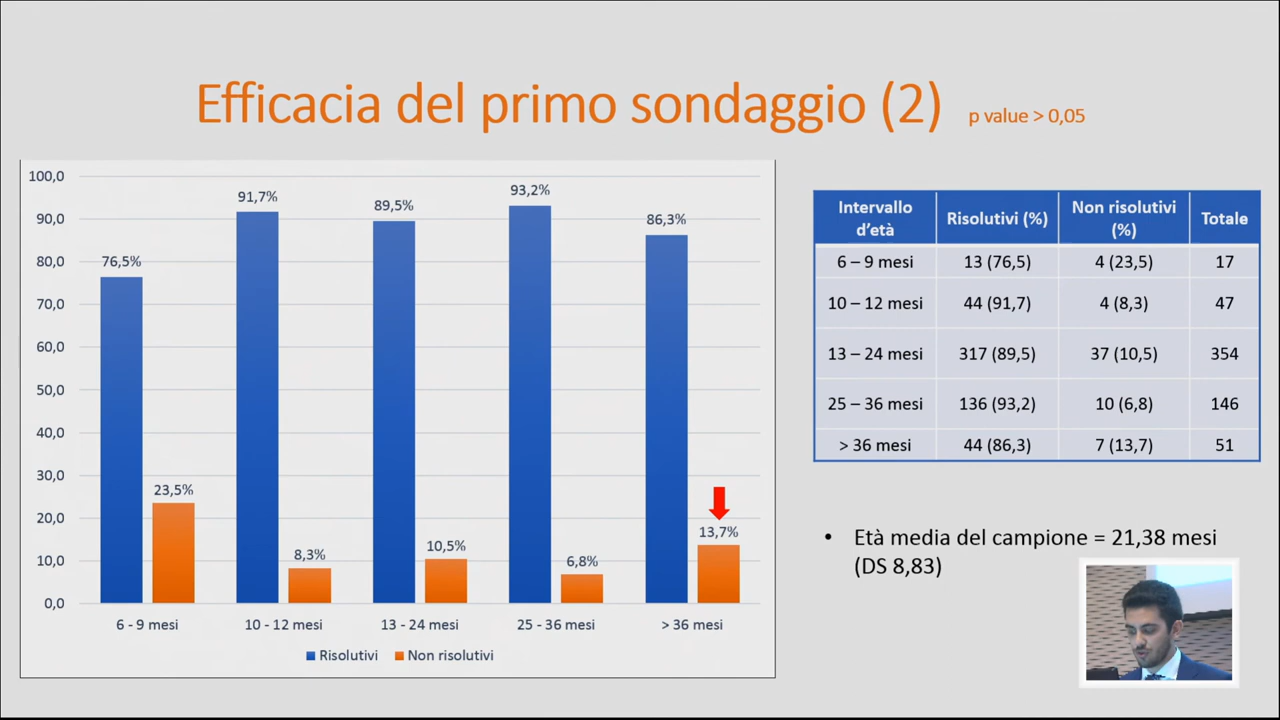 Efficacia del primo sondaggio (2) p value > 0,05
100,0
90,0
80,0
70,0
60,0
50,0
40,0
30,0
20,0
10,0
0,0
76,5%
23,5%
91,7%
8,3%
89,5%
10,5%
93,2%
6,8%
86,3%
13,7%
6 - 9 mesi
10 - 12 mesi
13 - 24 mesi
25 - 36 mesi
> 36 mesi
Risolutivi
Non risolutivi
Intervallo
d'età
Risolutivi (%)
Non risolutivi
(%)
Totale
6 – 9 mesi 13 (76,5) 4 (23,5) 17
10 – 12 mesi 44 (91,7) 4 (8,3) 47
13 – 24 mesi 317 (89,5) 37 (10,5) 354
25 – 36 mesi 136 (93,2) 10 (6,8) 146
> 36 mesi 44 (86,3) 7 (13,7) 51
• Età media del campione = 21,38 mesi
(DS 8,83)